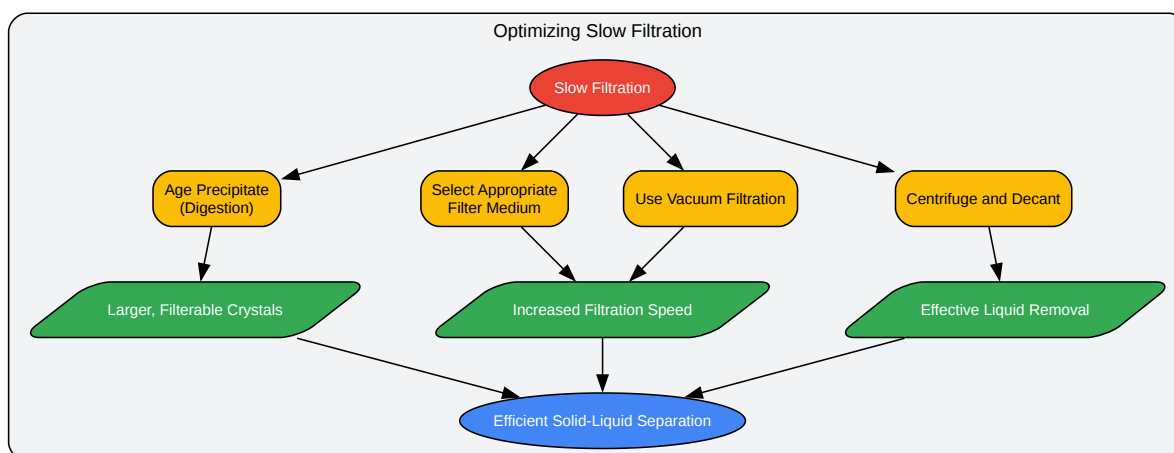 Optimizing Slow Filtration
Slow Filtration
Age Precipitate
(Digestion)
Select Appropriate
Filter Medium
Use Vacuum Filtration
Centrifuge and Decant
Larger, Filterable Crystals
Increased Filtration Speed
Effective Liquid Removal
Efficient Solid-Liquid Separation